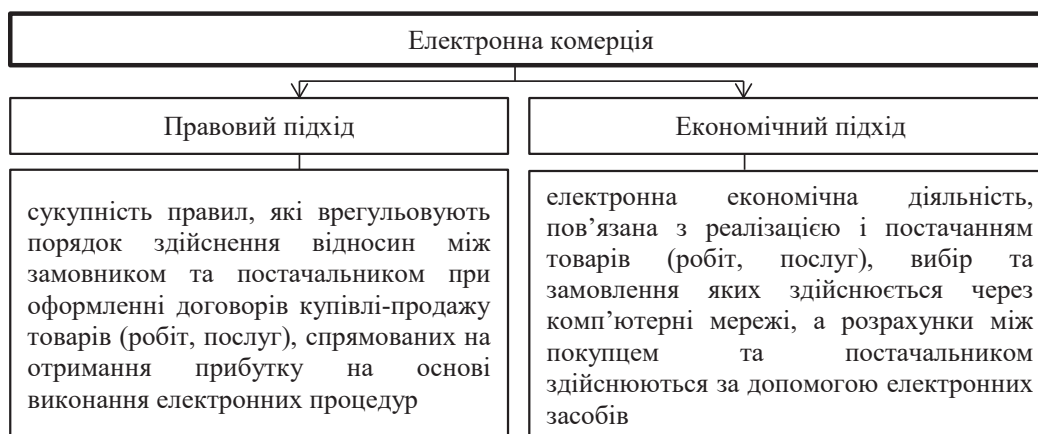 Електронна комерція
Правовий підхід
Економічний підхід
сукупність правил, які врегульовують
порядок здійснення відносин між
замовником та постачальником при
оформленні договорів купівлі-продажу
товарів (робіт, послуг), спрямованих на
отримання прибутку на основі
виконання електронних процедур
електронна економічна діяльність,
пов’язана з реалізацією і постачанням
товарів (робіт, послуг), вибір та
замовлення яких здійснюється через
комп’ютерні мережі, а розрахунки між
покупцем та постачальником
здійснюються за допомогою електронних
засобів